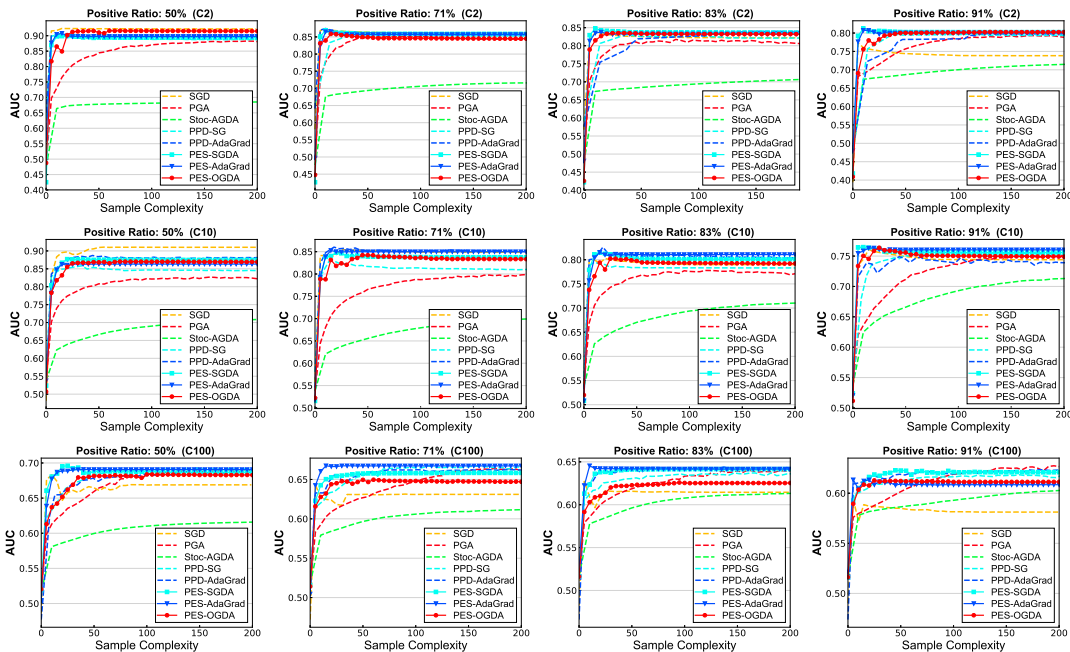 Positive Ratio: 50% (C2)
AUC
0.90
0.85
0.80
0.75
0.70
0.65
0.60
0.55
0.50
0.45
0.40
0
50
100
150
200
Sample Complexity
SGD
PGA
Stoc-AGDA
PPD-SG
PPD-AdaGrad
PES-SGDA
PES-AdaGrad
PES-OGDA
Positive Ratio: 71% (C2)
AUC
0.85
0.80
0.75
0.70
0.65
0.60
0.55
0.50
0.45
0
50
100
150
200
Sample Complexity
SGD
PGA
Stoc-AGDA
PPD-SG
PPD-AdaGrad
PES-SGDA
PES-AdaGrad
PES-OGDA
Positive Ratio: 83% (C2)
AUC
0.85
0.80
0.75
0.70
0.65
0.60
0.55
0.50
0.45
0.40
0
50
100
150
Sample Complexity
SGD
PGA
Stoc-AGDA
PPD-SG
PPD-AdaGrad
PES-SGDA
PES-AdaGrad
PES-OGDA
Positive Ratio: 91% (C2)
AUC
0.80
0.75
0.70
0.65
0.60
0.55
0.50
0.45
0.40
0
50
100
150
200
Sample Complexity
SGD
PGA
Stoc-AGDA
PPD-SG
PPD-AdaGrad
PES-SGDA
PES-AdaGrad
PES-OGDA
Positive Ratio: 50% (C10)
AUC
0.90
0.85
0.80
0.75
0.70
0.65
0.60
0.55
0.50
0
50
100
150
200
Sample Complexity
SGD
PGA
Stoc-AGDA
PPD-SG
PPD-AdaGrad
PES-SGDA
PES-AdaGrad
PES-OGDA
Positive Ratio: 71% (C10)
AUC
0.85
0.80
0.75
0.70
0.65
0.60
0.55
0.50
0
50
100
150
200
Sample Complexity
SGD
PGA
Stoc-AGDA
PPD-SG
PPD-AdaGrad
PES-SGDA
PES-AdaGrad
PES-OGDA
Positive Ratio: 83% (C10)
AUC
0.80
0.75
0.70
0.65
0.60
0.55
0.50
0
50
100
150
200
Sample Complexity
SGD
PGA
Stoc-AGDA
PPD-SG
PPD-AdaGrad
PES-SGDA
PES-AdaGrad
PES-OGDA
Positive Ratio: 91% (C10)
AUC
0.75
0.70
0.65
0.60
0.55
0.50
0
50
100
150
200
Sample Complexity
SGD
PGA
Stoc-AGDA
PPD-SG
PPD-AdaGrad
PES-SGDA
PES-AdaGrad
PES-OGDA
Positive Ratio: 50% (C100)
AUC
0.70
0.65
0.60
0.55
0.50
0
50
100
150
200
Sample Complexity
SGD
PGA
Stoc-AGDA
PPD-SG
PPD-AdaGrad
PES-SGDA
PES-AdaGrad
PES-OGDA
Positive Ratio: 71% (C100)
AUC
0.65
0.60
0.55
0.50
0
50
100
150
200
Sample Complexity
SGD
PGA
Stoc-AGDA
PPD-SG
PPD-AdaGrad
PES-SGDA
PES-AdaGrad
PES-OGDA
Positive Ratio: 83% (C100)
AUC
0.65
0.60
0.55
0.50
0
50
100
150
200
Sample Complexity
SGD
PGA
Stoc-AGDA
PPD-SG
PPD-AdaGrad
PES-SGDA
PES-AdaGrad
PES-OGDA
Positive Ratio: 91% (C100)
AUC
0.60
0.55
0.50
0
50
100
150
200
Sample Complexity
SGD
PGA
Stoc-AGDA
PPD-SG
PPD-AdaGrad
PES-SGDA
PES-AdaGrad
PES-OGDA